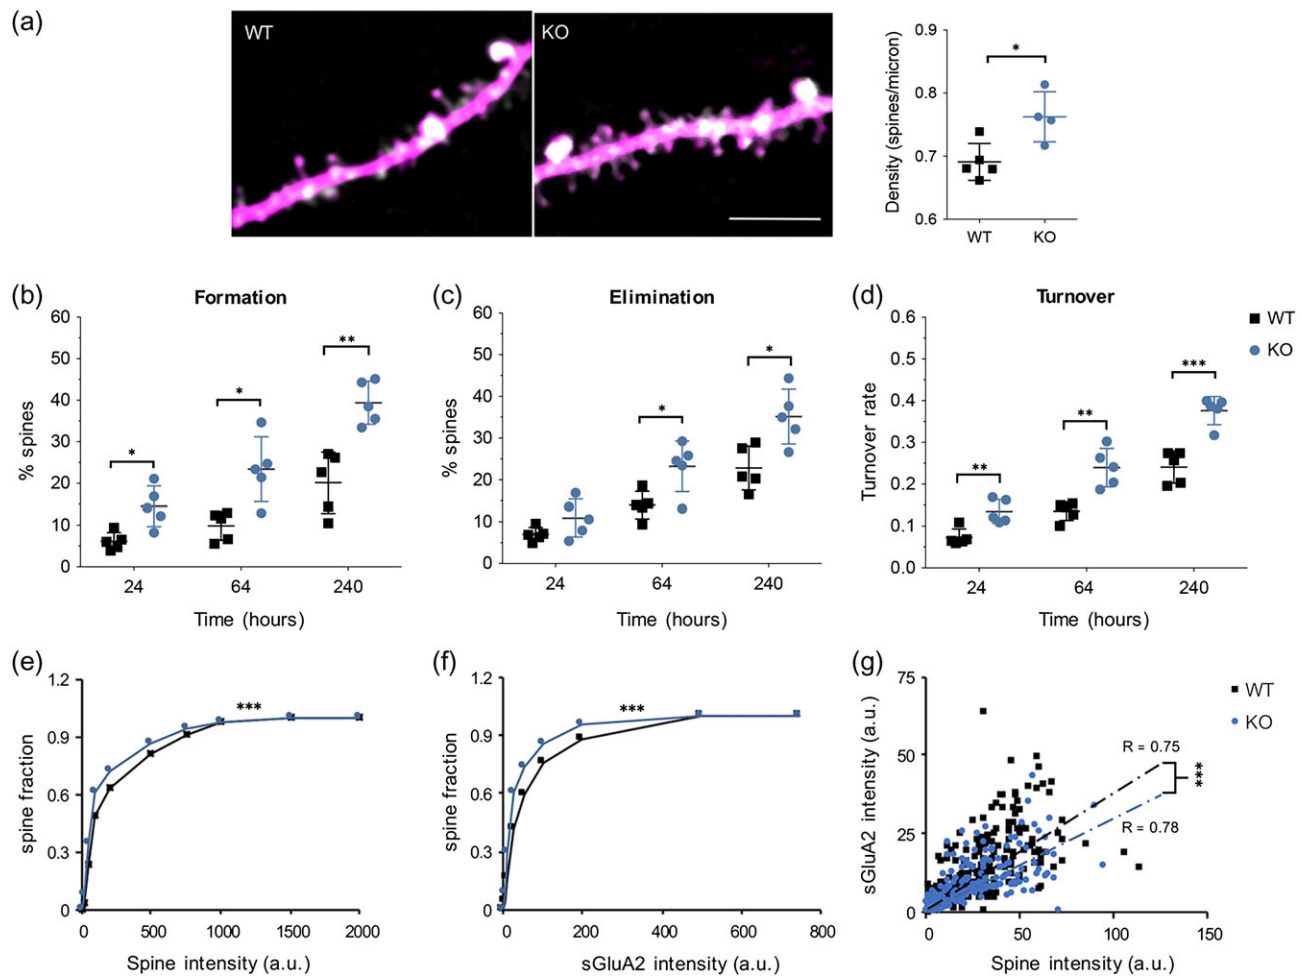 (a)
WT
KO
Density (spines/micron)
0.9
0.8
0.7
0.6
*
WT
KO
(b)
Formation
% spines
60
50
40
30
20
10
0
*
*
**
24
64
240
Time (hours)
(c)
Elimination
% spines
60
50
40
30
20
10
0
*
*
24
64
240
Time (hours)
(d)
Turnover
Turnover rate
0.6
0.5
0.4
0.3
0.2
0.1
0.0
**
**
***
24
64
240
Time (hours)
WT
KO
(e)
spine fraction
1.2
0.9
0.6
0.3
0
***
0
500
1000
1500
2000
Spine intensity (a.u.)
(f)
spine fraction
1.2
0.9
0.6
0.3
0
***
0
200
400
600
800
sGluA2 intensity (a.u.)
(g)
sGluA2 intensity (a.u.)
75
50
25
0
R = 0.75
R = 0.78
***
0
50
100
150
Spine intensity (a.u.)
WT
KO